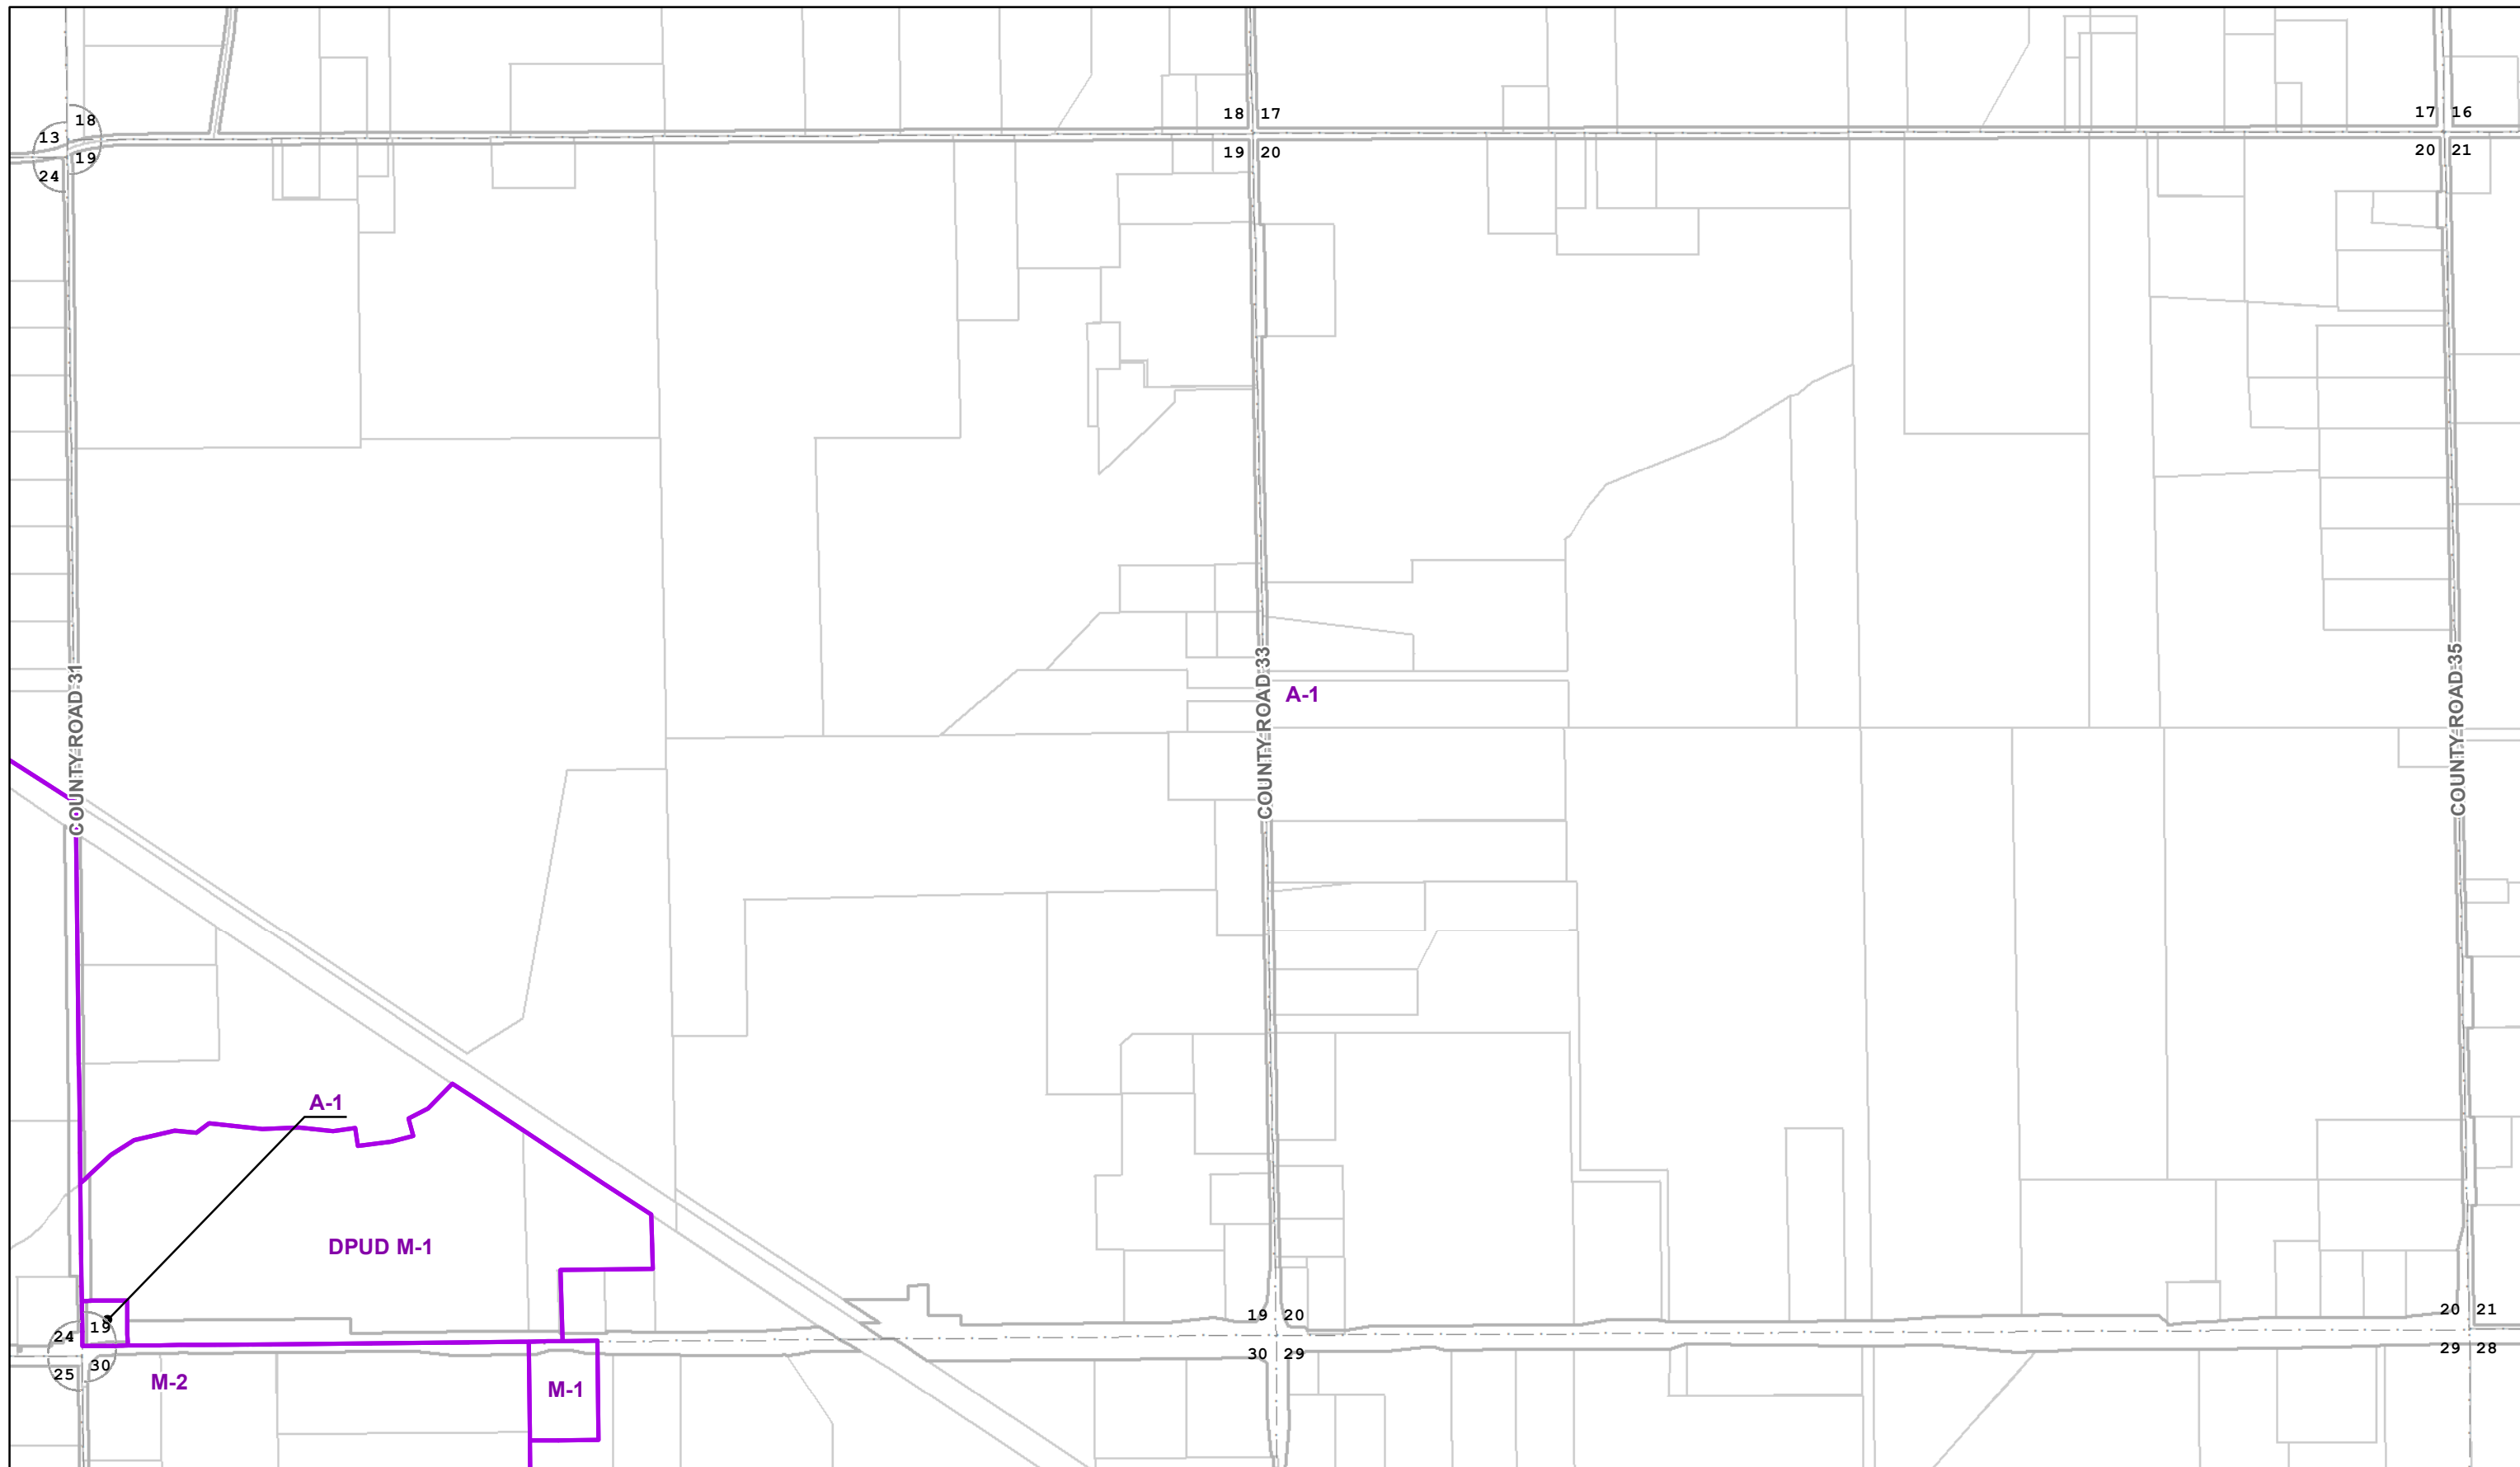 18 17
17 16
18
13
19
24
19 20
20 21
COUNTY ROAD 31
COUNTY ROAD 33
COUNTY ROAD 35
A-1
A-1
DPUD M-1
19 20
20 21
19
24
30
25
30 29
29 28
M-2
M-1